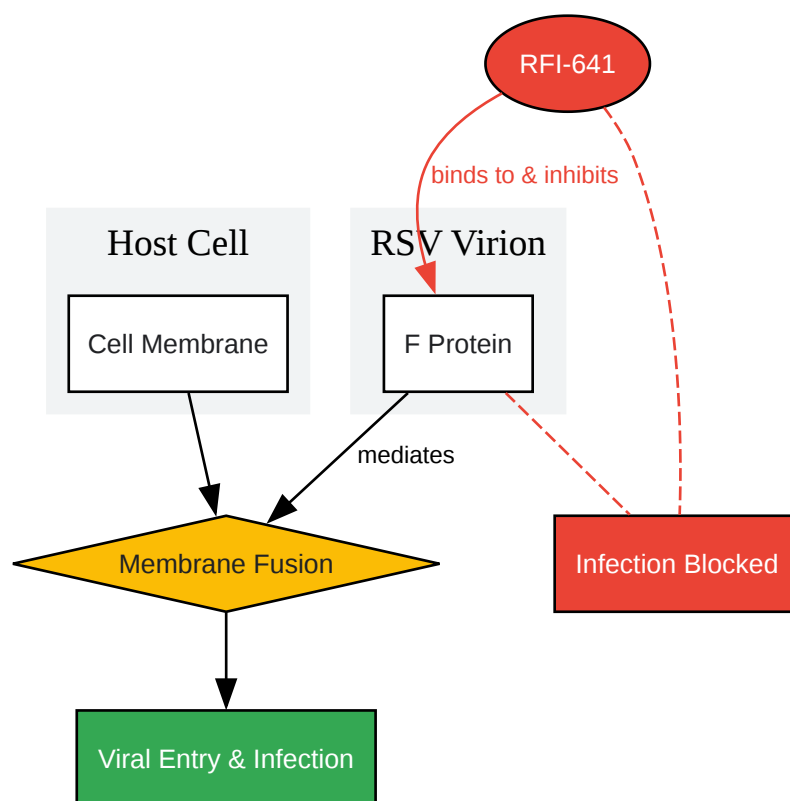 RFI-641
binds to & inhibits
Host Cell
RSV Virion
Cell Membrane
F Protein
mediates
Membrane Fusion
Infection Blocked
Viral Entry & Infection